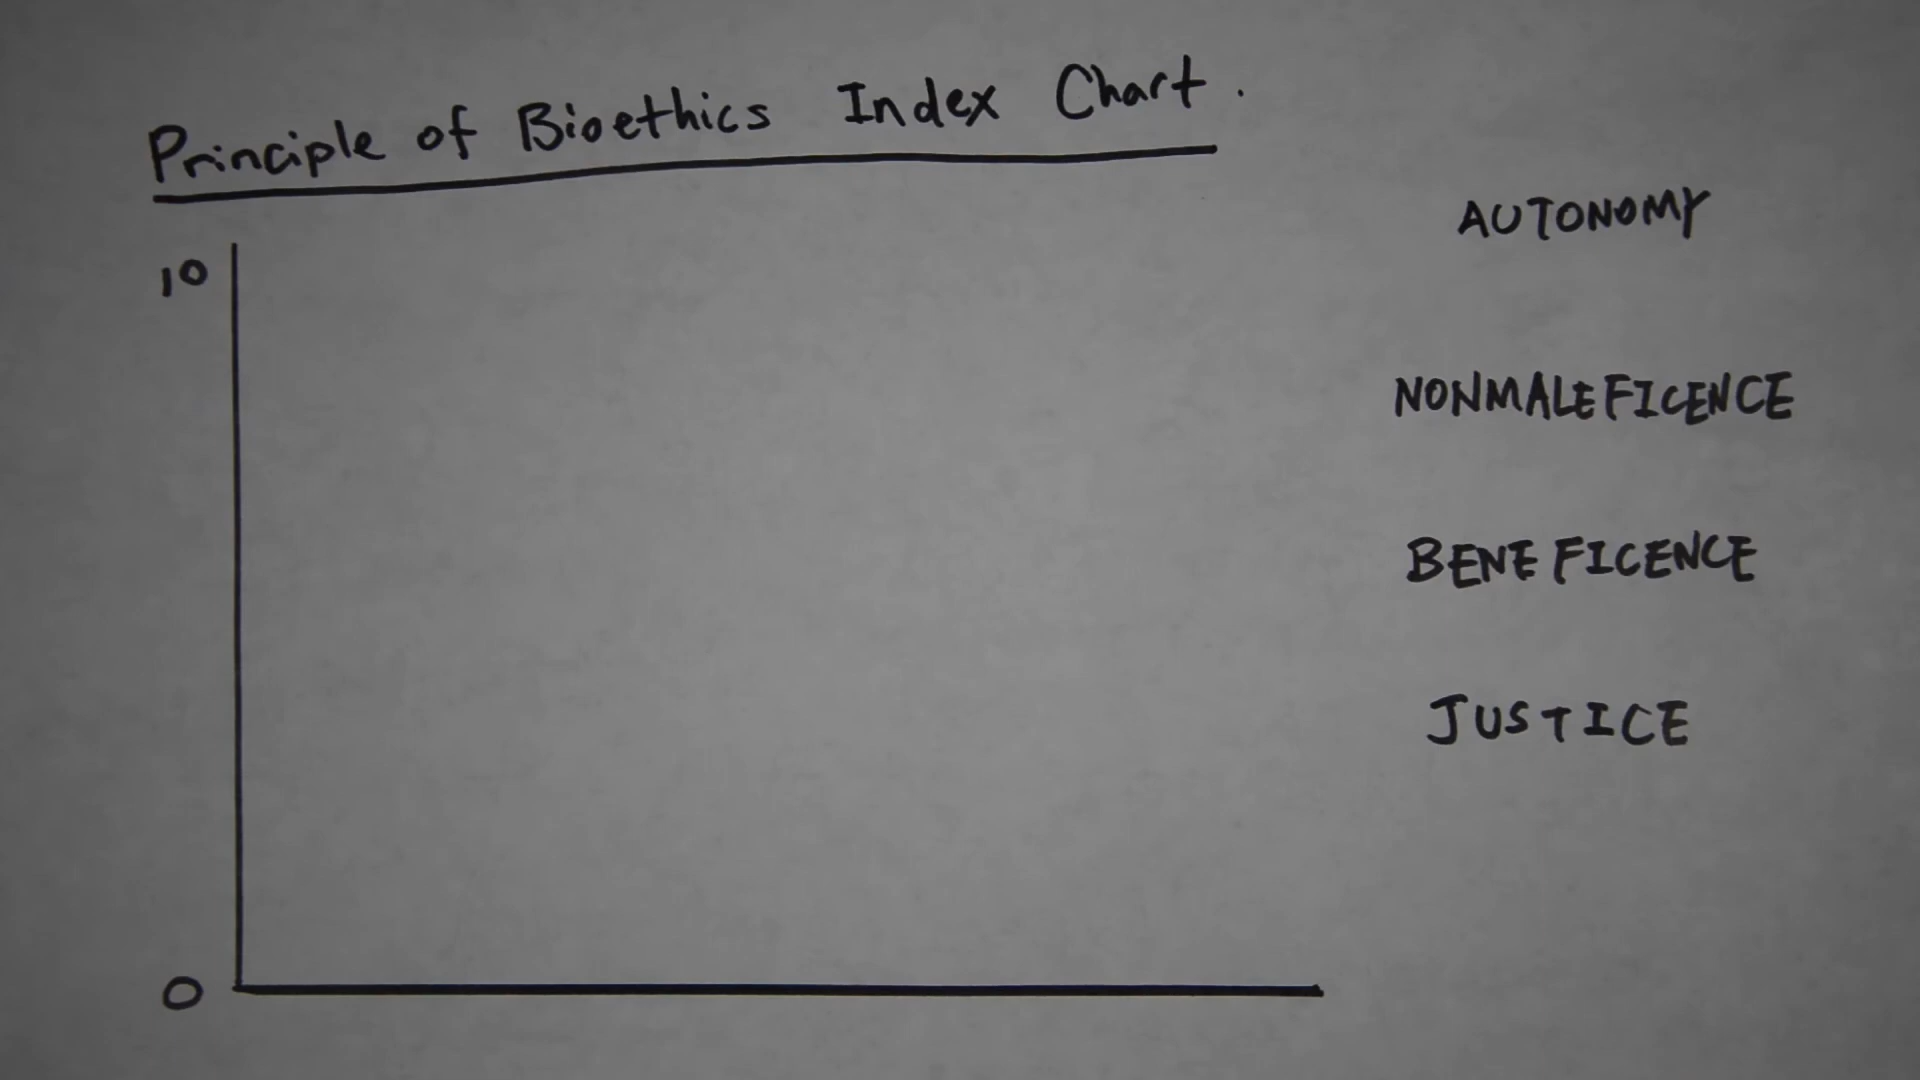 Principle of Bioethics Index Chart.
10
0
AUTONOMY
NONMALEFICENCE
BENEFICENCE
JUSTICE